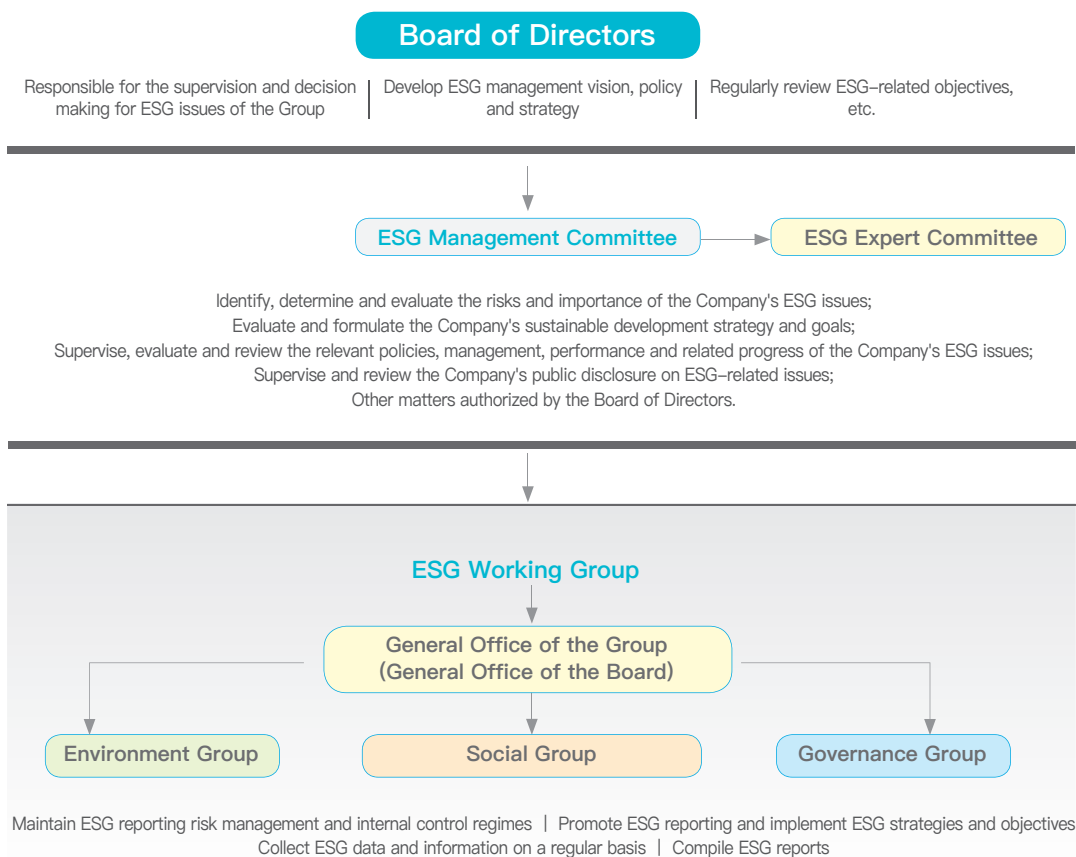 Board of Directors
Responsible for the supervision and decision
making for ESG issues of the Group
Develop ESG management vision, policy
and strategy
Regularly review ESG-related objectives,
etc.
ESG Management Committee
ESG Expert Committee
Identify, determine and evaluate the risks and importance of the Company's ESG issues;
Evaluate and formulate the Company's sustainable development strategy and goals;
Supervise, evaluate and review the relevant policies, management, performance and related progress of the Company's ESG issues;
Supervise and review the Company's public disclosure on ESG-related issues;
Other matters authorized by the Board of Directors.
ESG Working Group
General Office of the Group
(General Office of the Board)
Environment Group
Social Group
Governance Group
Maintain ESG reporting risk management and internal control regimes | Promote ESG reporting and implement ESG strategies and objectives
Collect ESG data and information on a regular basis | Compile ESG reports